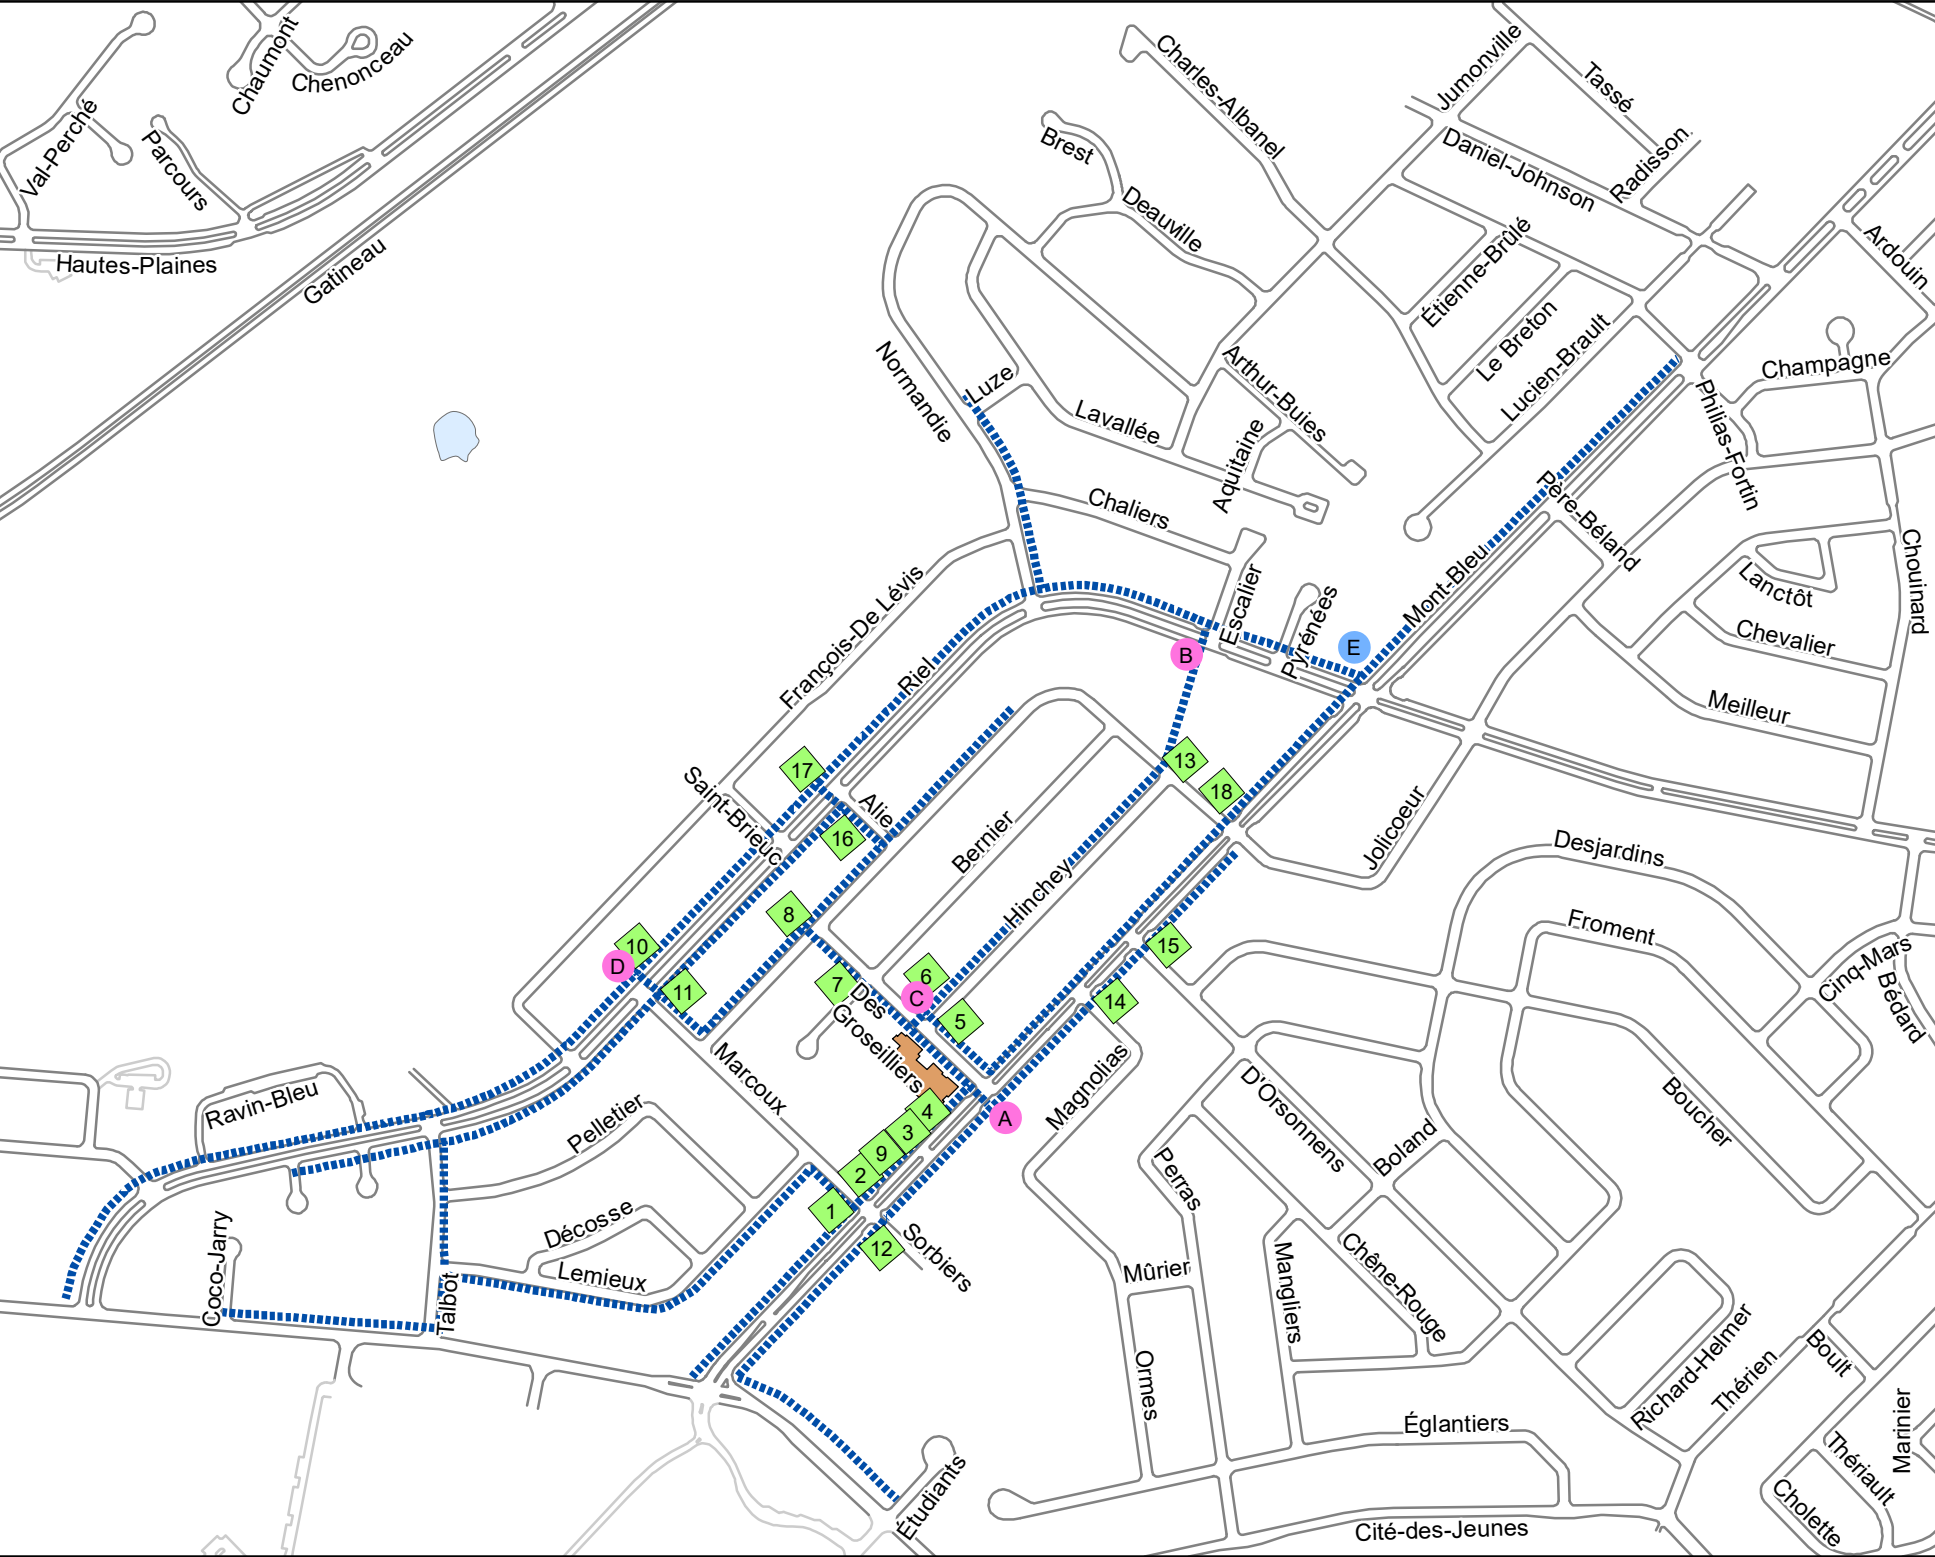 Chaumont
Chenonceau
Val-Perché
Parcours
Hautes-Plaines
Gatineau
Charles-Albanel
Brest
Deauville
Jumonville
Tassé
Daniel-Johnson
Radisson
Étienne-Brûlé
Le Breton
Lucien-Brault
Ardouin
Champagne
Normandie
Luze
Lavallée
Arthur-Buies
Aquitaine
Chaliers
Philias-Fortin
Père-Béland
Mont-Bleu
Chouinard
Lanctôt
Chevalier
Meilleur
François-De Lévis
Riel
Escalier
Pyrénées
E
B
17
Saint-Brieuc
Alie
16
13
18
Bernier
Hinchey
Jolicoeur
Desjardins
Froment
Cinq-Mars
Bédard
8
10
D
11
7
6
C
5
15
14
Des
Groseilliers
Marcoux
Magnolias
A
4
3
9
2
1
12
Sorbiers
Ravin-Bleu
Pelletier
Décosse
Lemieux
Coco-Jarry
Talbot
D'Orsonnens
Boland
Boucher
Perras
Mûrier
Mangliers
Chêne-Rouge
Ormes
Richard-Helmer
Thérien
Boult
Marinier
Églantiers
Thériault
Cholette
Étudiants
Cité-des-Jeunes